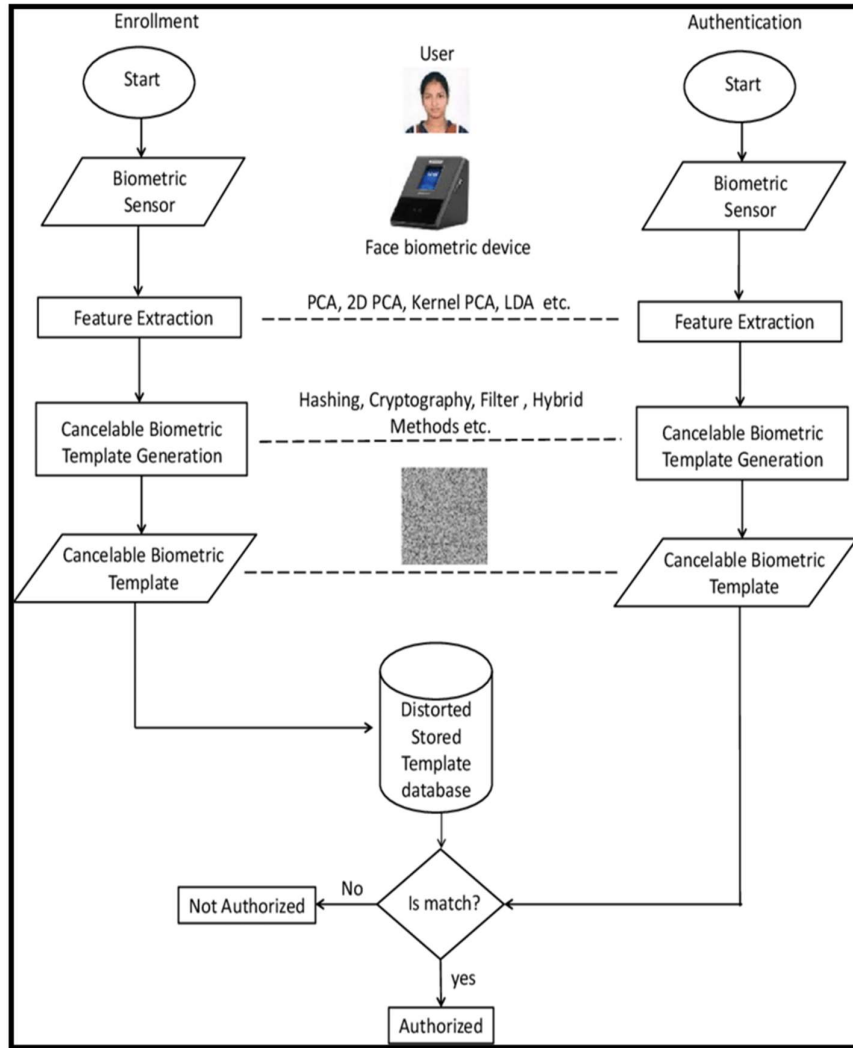 Enrollment
Authentication
User
Start
Start
Biometric
Sensor
Biometric
Sensor
Face biometric device
PCA, 2D PCA, Kernel PCA, LDA etc.
Feature Extraction
Feature Extraction
Hashing, Cryptography, Filter , Hybrid
Methods etc.
Cancelable Biometric
Template Generation
Cancelable Biometric
Template Generation
Cancelable Biometric
Template
Cancelable Biometric
Template
Distorted
Stored
Template
database
No
Not Authorized
Is match?
yes
Authorized